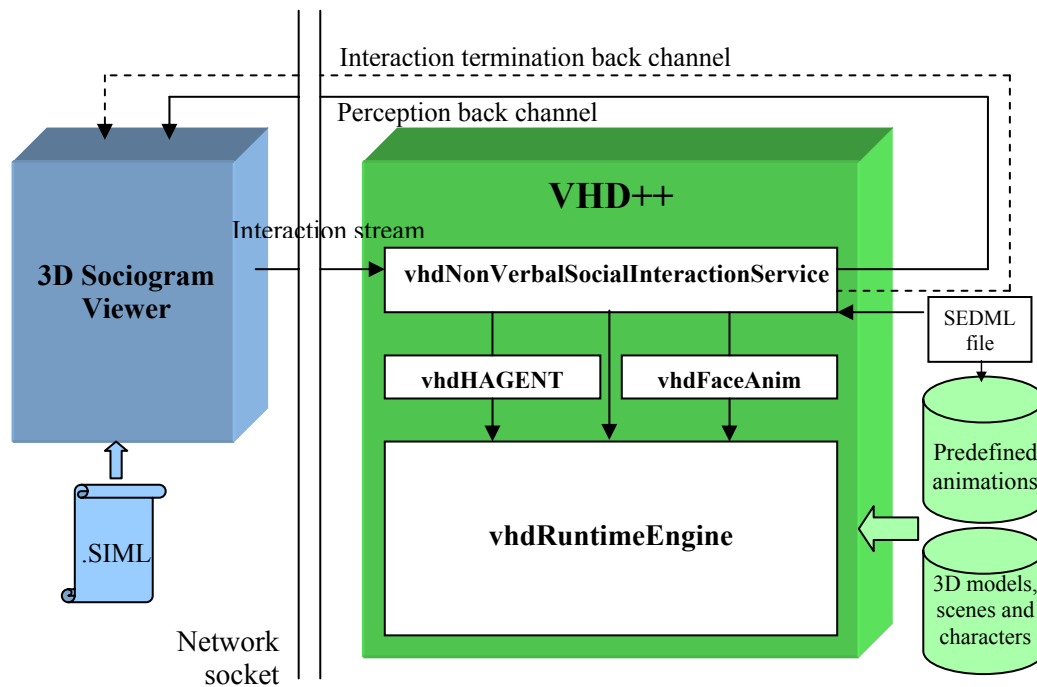 Interaction termination back channel
Perception back channel
VHD++
Interaction stream
3D Sociogram
Viewer
vhdNonVerbalSocialInteractionService
SEDML
file
vhdHAGENT
vhdFaceAnim
Predefined
animations
vhdRuntimeEngine
.SIML
3D models,
scenes and
characters
Network
socket